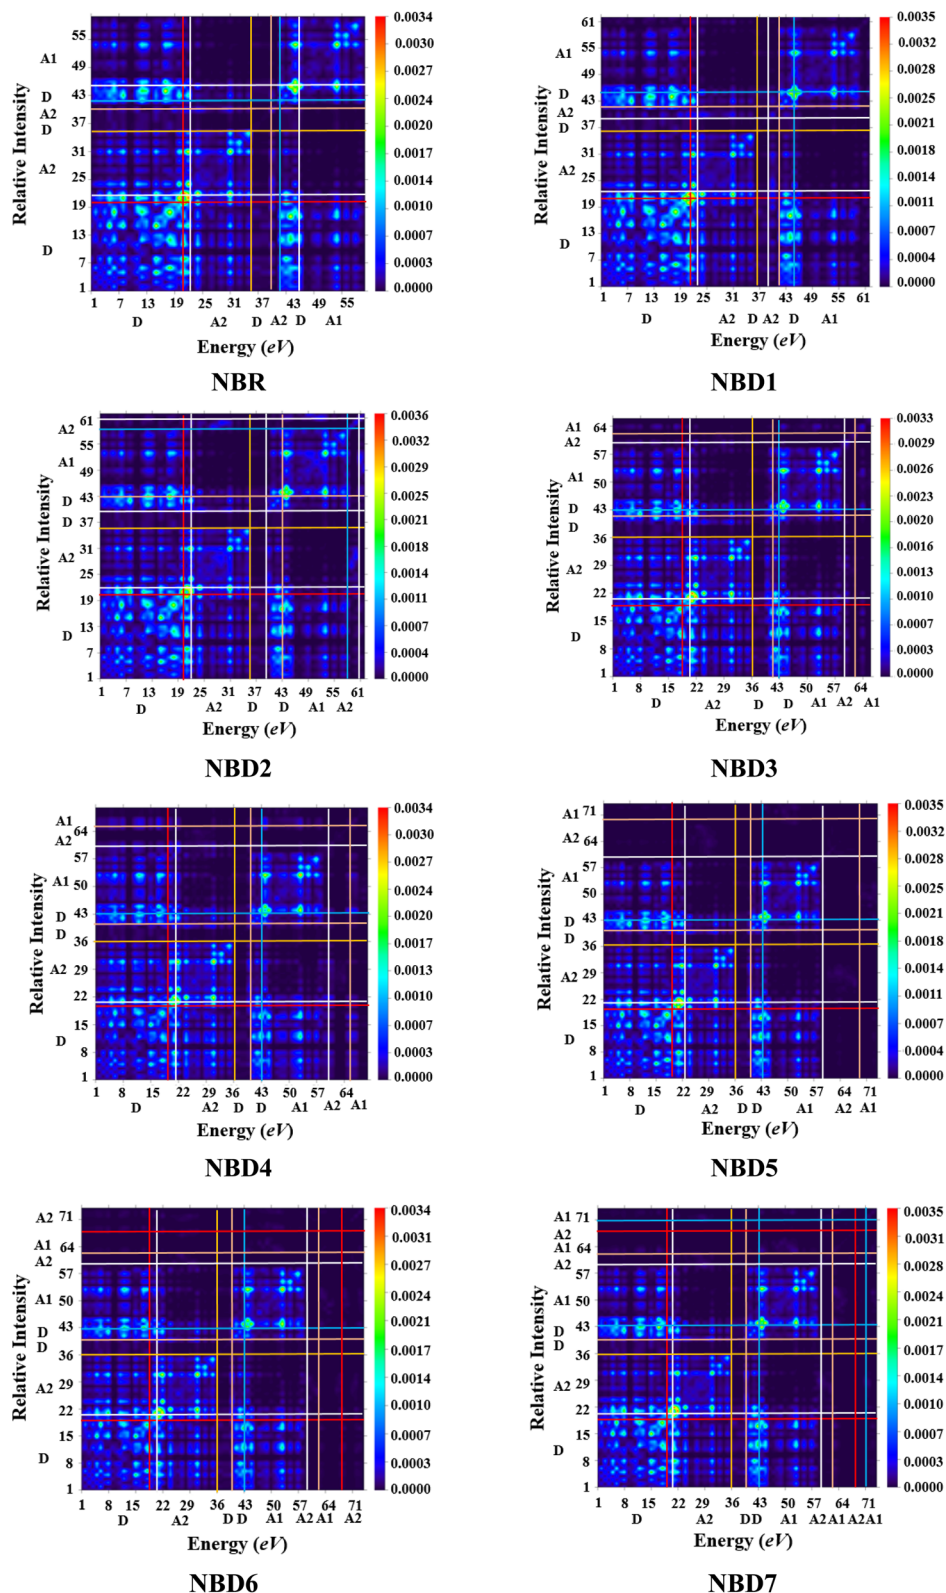 Relative Intensity
A1
D
A2
D
A2
D
55
49
43
37
31
25
19
13
7
1
1 7 13 19 25 31 37 43 49 55
D A2 D A2 D A1
Energy (eV)
0.0034
0.0030
0.0027
0.0024
0.0020
0.0017
0.0014
0.0010
0.0007
0.0003
0.0000
NBR
Relative Intensity
A1
D
A2
D
A2
D
61
55
49
43
37
31
25
19
13
7
1
1 7 13 19 25 31 37 43 49 55 61
D A2 D A2 D A1
Energy (eV)
0.0035
0.0032
0.0028
0.0025
0.0021
0.0018
0.0014
0.0011
0.0007
0.0004
0.0000
NBD1
Relative Intensity
A2
A1
D
D
A2
D
61
55
49
43
37
31
25
19
13
7
1
1 7 13 19 25 31 37 43 49 55 61
D A2 D D A1 A2
Energy (eV)
0.0036
0.0032
0.0029
0.0025
0.0021
0.0018
0.0014
0.0011
0.0007
0.0004
0.0000
NBD2
Relative Intensity
A1
A2
A1
D
D
A2
D
64
57
50
43
36
29
22
15
8
1
1 8 15 22 29 36 43 50 57 64
D A2 D D A1 A2 A1
Energy (eV)
0.0033
0.0029
0.0026
0.0023
0.0020
0.0016
0.0013
0.0010
0.0007
0.0003
0.0000
NBD3
Relative Intensity
A1
A2
A1
D
D
A2
D
64
57
50
43
36
29
22
15
8
1
1 8 15 22 29 36 43 50 57 64
D A2 D D A1 A2 A1
Energy (eV)
0.0034
0.0030
0.0027
0.0023
0.0020
0.0017
0.0013
0.0010
0.0007
0.0003
0.0000
NBD4
Relative Intensity
A1
A2
A1
D
D
A2
D
71
64
57
50
43
36
29
22
15
8
1
1 8 15 22 29 36 43 50 57 64 71
D A2 D D A1 A2 A1
Energy (eV)
0.0035
0.0032
0.0028
0.0025
0.0021
0.0018
0.0014
0.0011
0.0007
0.0004
0.0000
NBD5
Relative Intensity
A2
A1
A2
A1
D
D
A2
D
71
64
57
50
43
36
29
22
15
8
1
1 8 15 22 29 36 43 50 57 64 71
D A2 D D A1 A2 A1 A2
Energy (eV)
0.0034
0.0031
0.0027
0.0024
0.0021
0.0017
0.0014
0.0010
0.0007
0.0003
0.0000
NBD6
Relative Intensity
A1
A2
A1
A2
A1
D
D
A2
D
71
64
57
50
43
36
29
22
15
8
1
1 8 15 22 29 36 43 50 57 64 71
D A2 D D A1 A2 A1 A2 A1
Energy (eV)
0.0035
0.0031
0.0028
0.0024
0.0021
0.0017
0.0014
0.0010
0.0007
0.0003
0.0000
NBD7